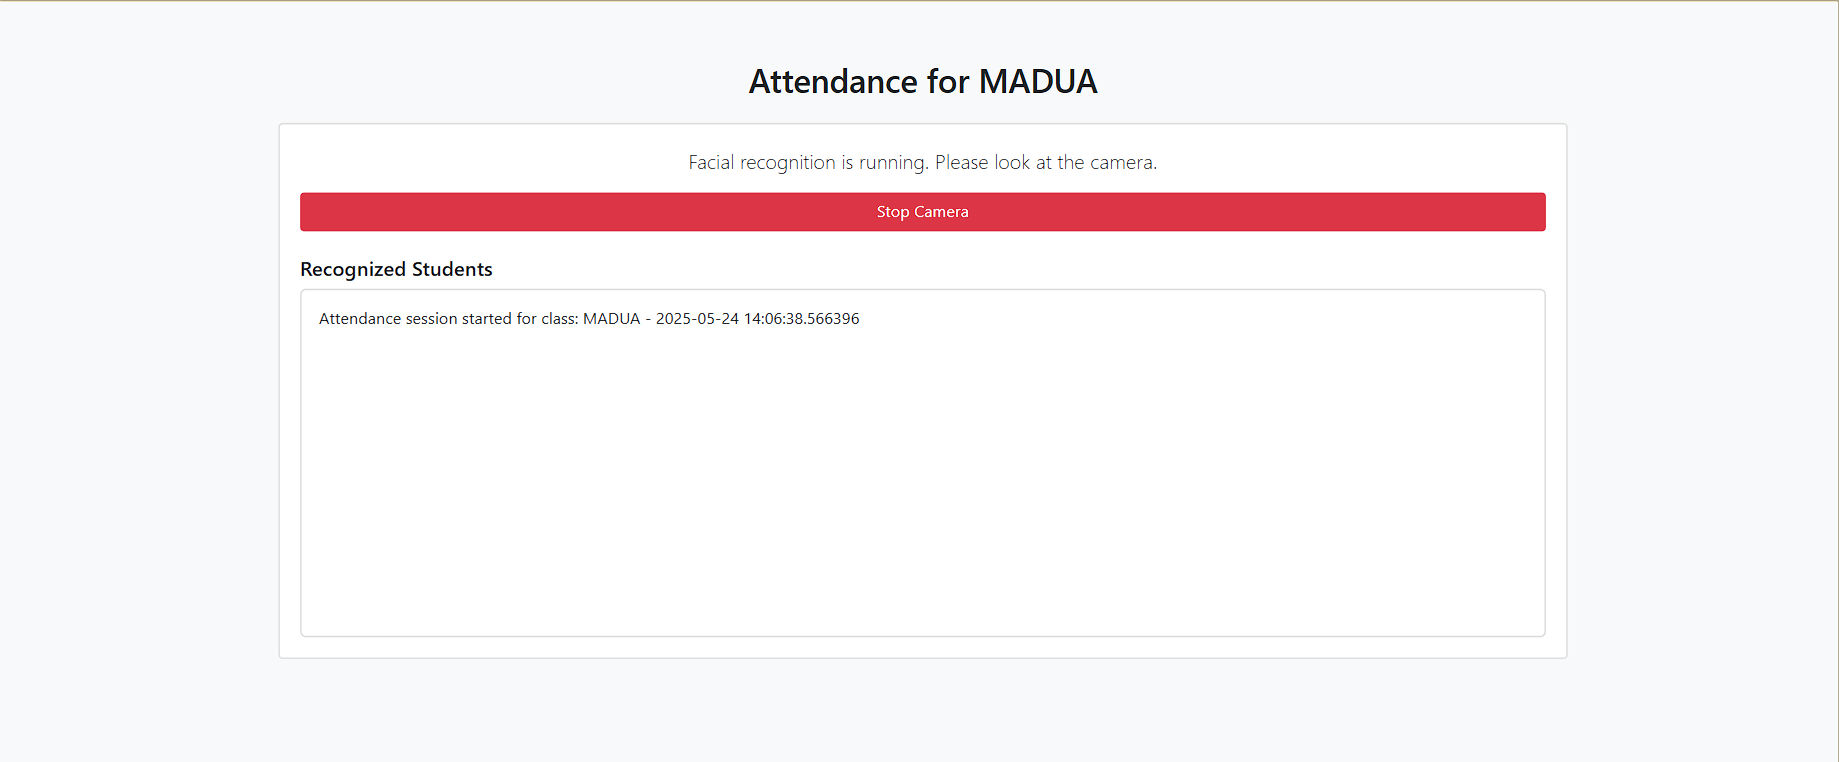 Attendance for MADUA
Facial recognition is running. Please look at the camera.
Stop Camera
Recognized Students
Attendance session started for class: MADUA - 2025-05-24 14:06:38.566396